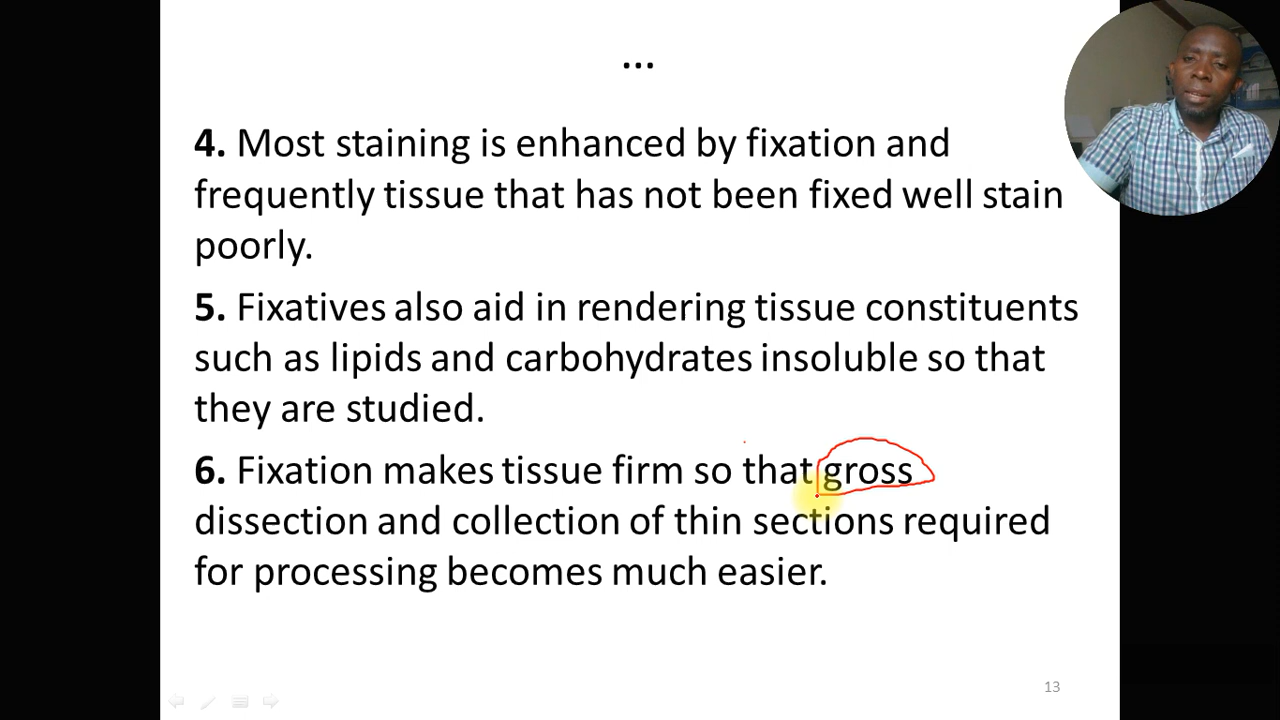 ...
4. Most staining is enhanced by fixation and
frequently tissue that has not been fixed well stain
poorly.
5. Fixatives also aid in rendering tissue constituents
such as lipids and carbohydrates insoluble so that
they are studied.
6. Fixation makes tissue firm so that gross
dissection and collection of thin sections required
for processing becomes much easier.
13